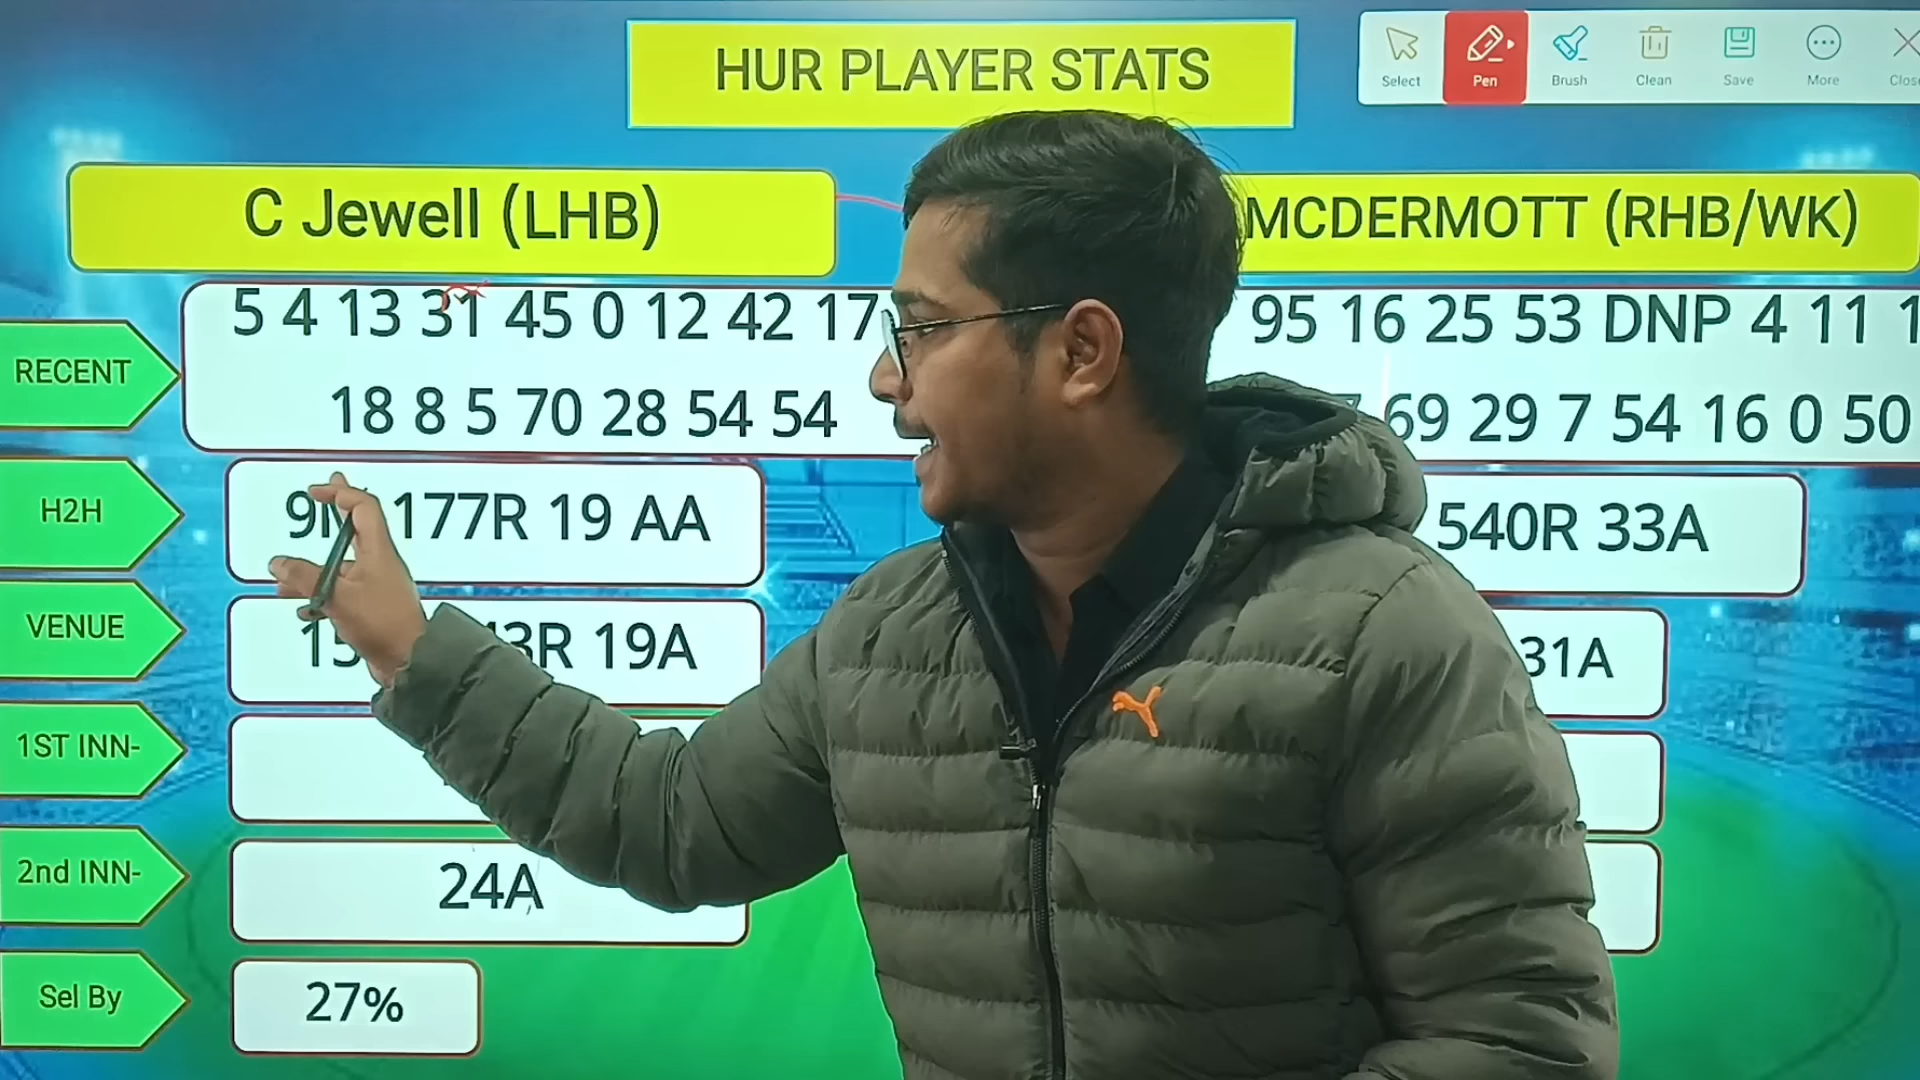 HUR PLAYER STATS
Select Pen Brush Clean Save More
C Jewell (LHB)
MCDERMOTT (RHB/WK)
RECENT
5 4 13 31 45 0 12 42 17
18 8 5 70 28 54 54
95 16 25 53 DNP 4 11
69 29 7 54 16 0 50
H2H
177R 19 AA
540R 33A
VENUE
19A
31A
1ST INN-
2nd INN-
24A
Sel By
27%